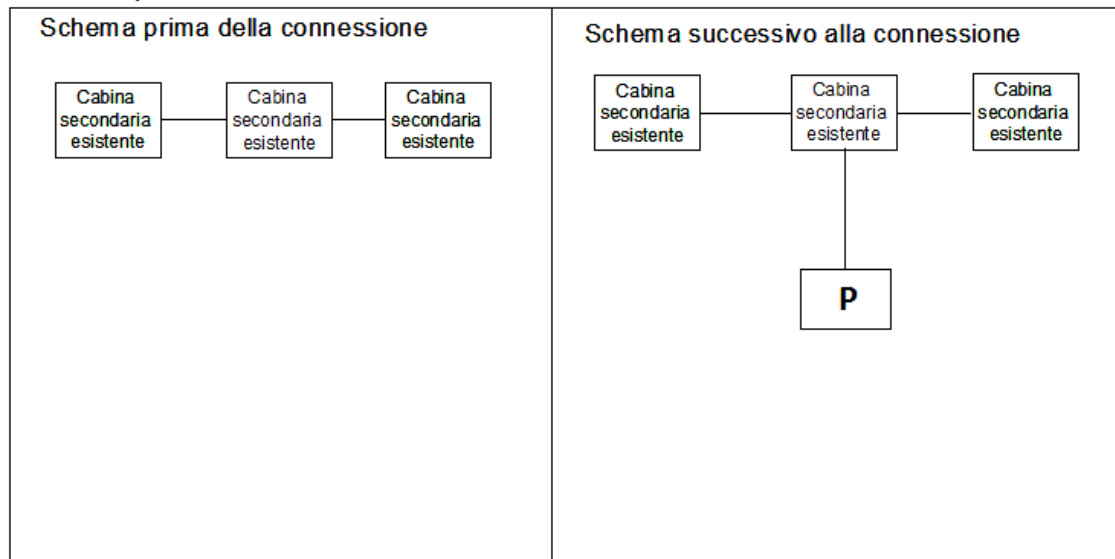 Schema prima della connessione
Cabina
secondaria
esistente
Cabina
secondaria
esistente
Cabina
secondaria
esistente
Schema successivo alla connessione
Cabina
secondaria
esistente
Cabina
secondaria
esistente
Cabina
secondaria
esistente
P